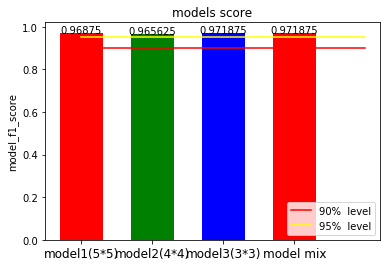 models score
0.96875
0.965625
0.971875
0.971875
1.0
0.8
0.6
0.4
0.2
0.0
model_f1_score
90%  level
95%  level
model1(5*5)
model2(4*4)
model3(3*3)
model mix